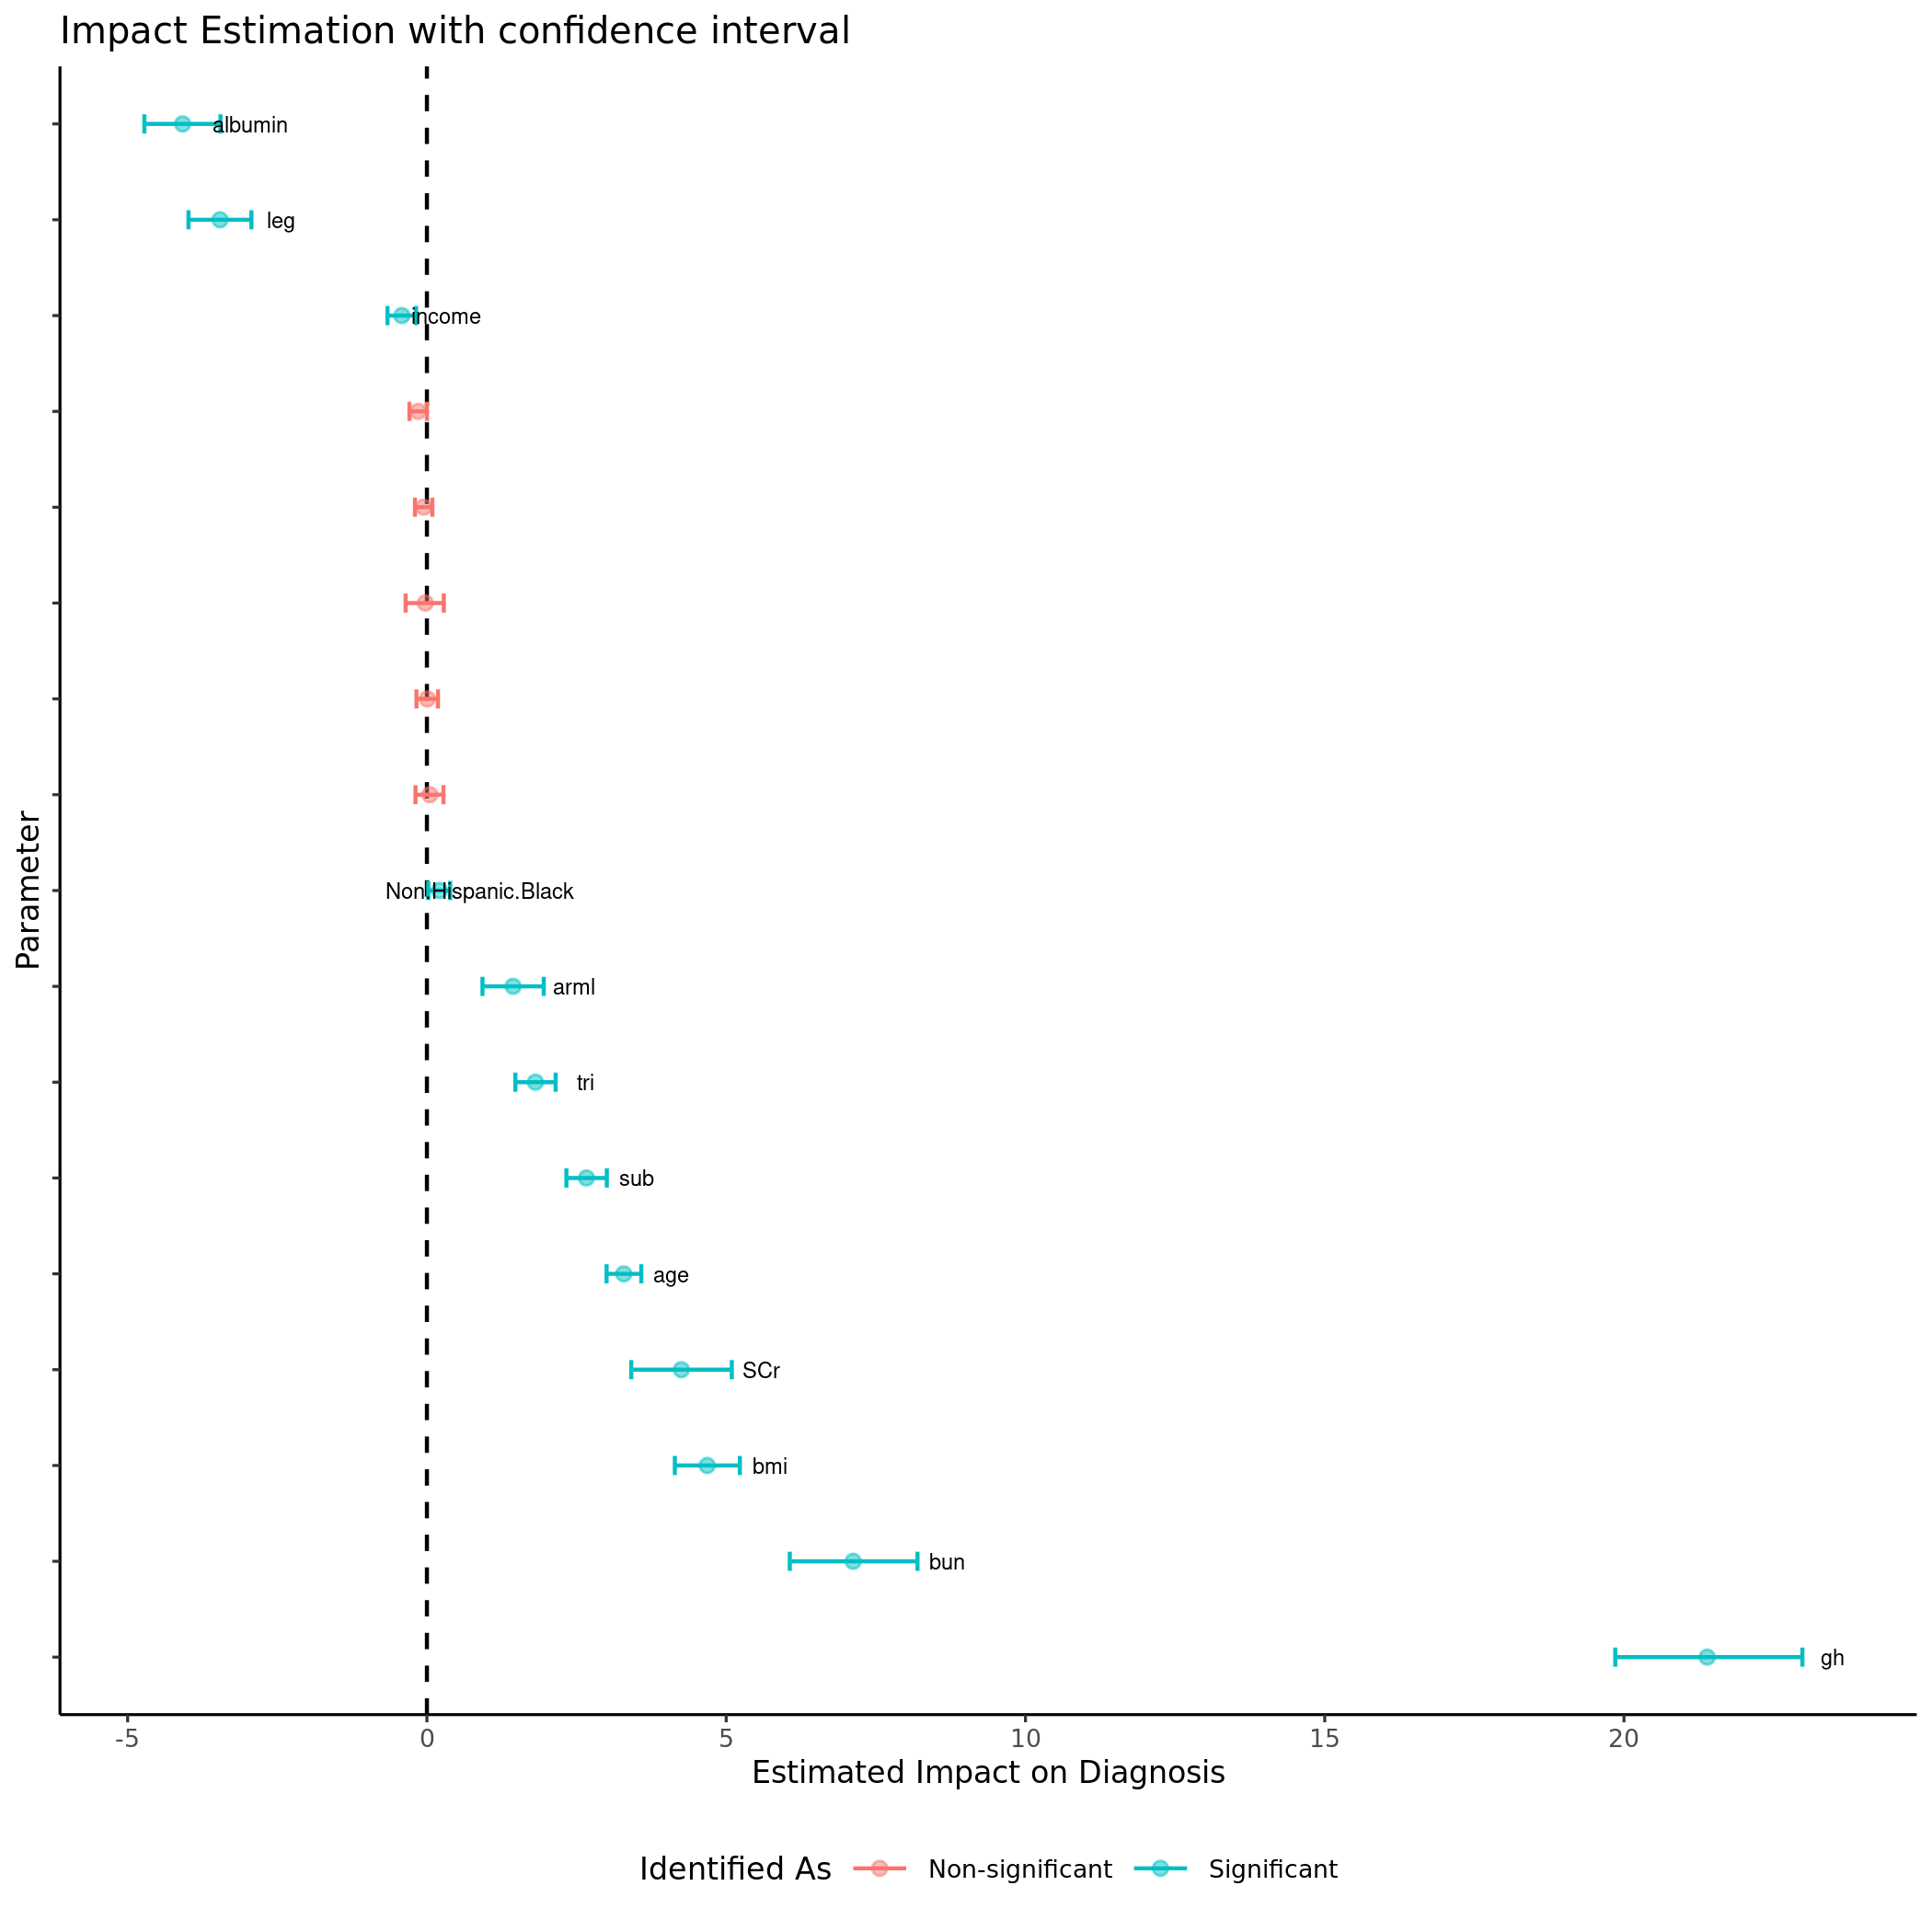 Impact Estimation with confidence interval
albumin
leg
income
Non.Hispanic.Black
arml
tri
sub
age
SCr
bmi
bun
gh
Parameter
-5 0 5 10 15 20
Estimated Impact on Diagnosis
Identified As Non-significant Significant